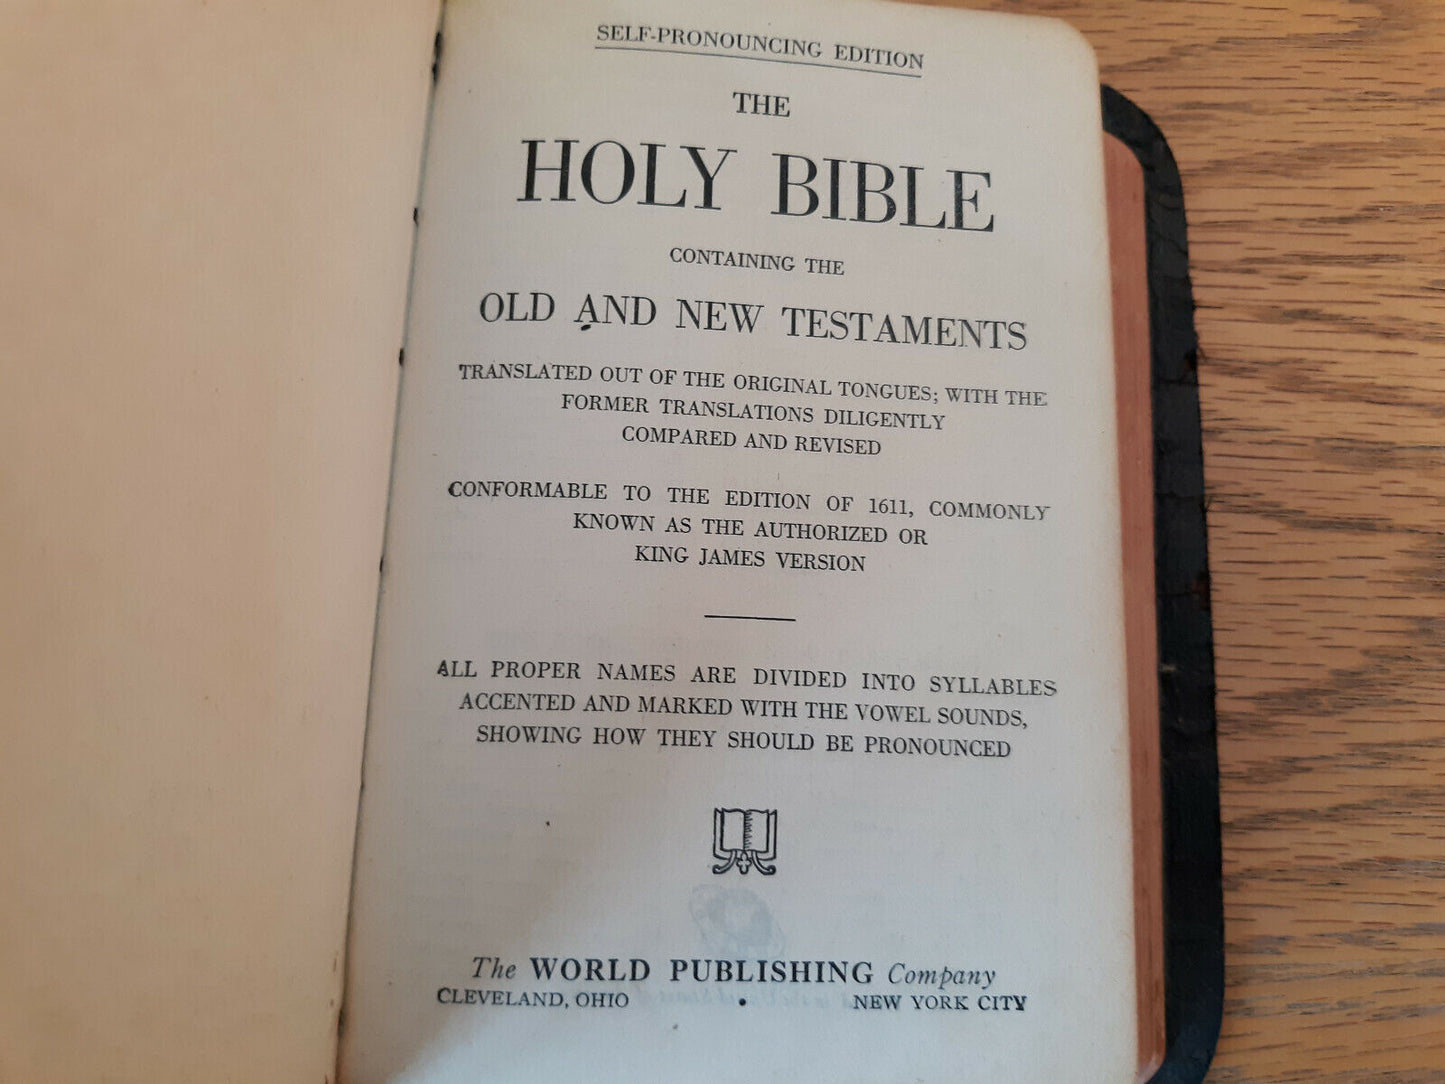 SELF-PRONOUNCING EDITION
THE
HOLY BIBLE
CONTAINING THE
OLD AND NEW TESTAMENTS
TRANSLATED OUT OF THE ORIGINAL TONGUES; WITH THE
FORMER TRANSLATIONS DILIGENTLY
COMPARED AND REVISED
CONFORMABLE TO THE EDITION OF 1611, COMMONLY
KNOWN AS THE AUTHORIZED OR
KING JAMES VERSION
ALL PROPER NAMES ARE DIVIDED INTO SYLLABLES
ACCENTED AND MARKED WITH THE VOWEL SOUNDS,
SHOWING HOW THEY SHOULD BE PRONOUNCED
The WORLD PUBLISHING Company
CLEVELAND, OHIO • NEW YORK CITY